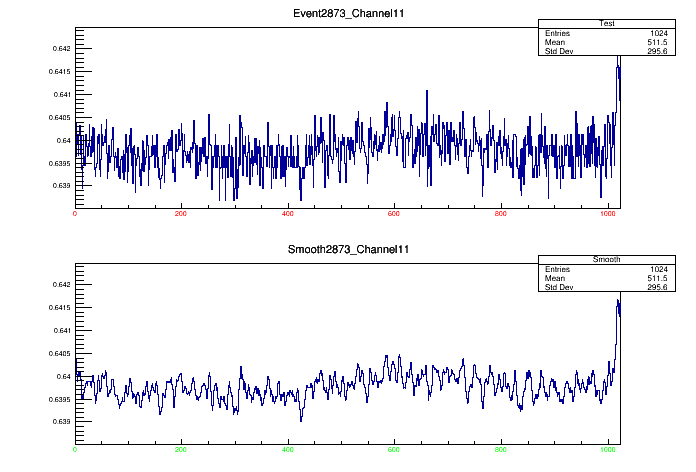 Event2873_Channel11
Test
Entries 1024
Mean 511.5
Std Dev 295.6
0.642
0.6415
0.641
0.6405
0.64
0.6395
0.639
0 200 400 600 800 1000
Smooth2873_Channel11
Smooth
Entries 1024
Mean 511.5
Std Dev 295.6
0.642
0.6415
0.641
0.6405
0.64
0.6395
0.639
0 200 400 600 800 1000